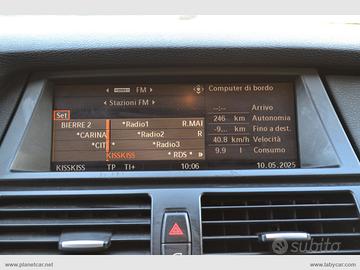 FM
Computer di bordo
Stazioni FM
--:-- Arrivo
Set
246 km Autonomia
BIERRE 2 *Radio1 R.MAI
-9... km Fino a dest.
*CARINA *Radio2 R
40.8 km/h Velocità
*CIT * *Radio3
9.9 l Consumo
KISSKISS * RDS * »
KISSKISS TP TI+ 10:06 10.05.2025
subito
www.planetcar.net
www.labycar.com